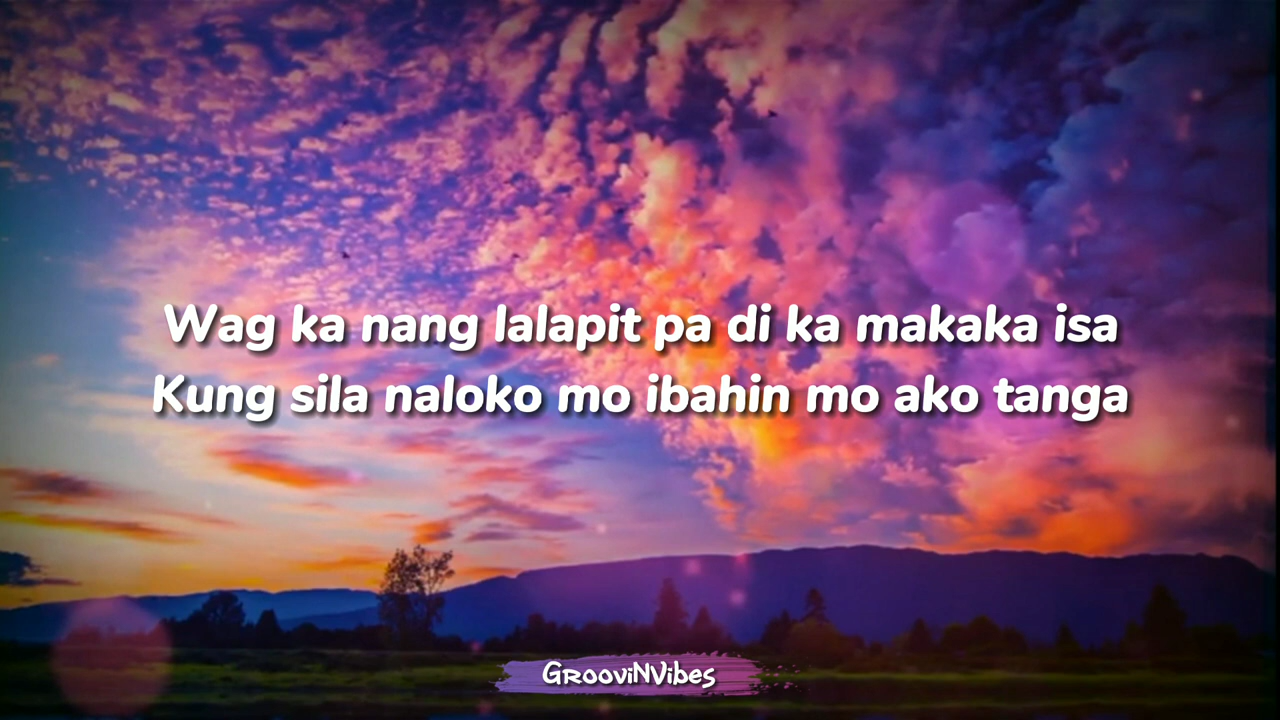 Wag ka nang lalapit pa di ka makaka isa
Kung sila naloko mo ibahin mo ako tanga
GrooviNVibes